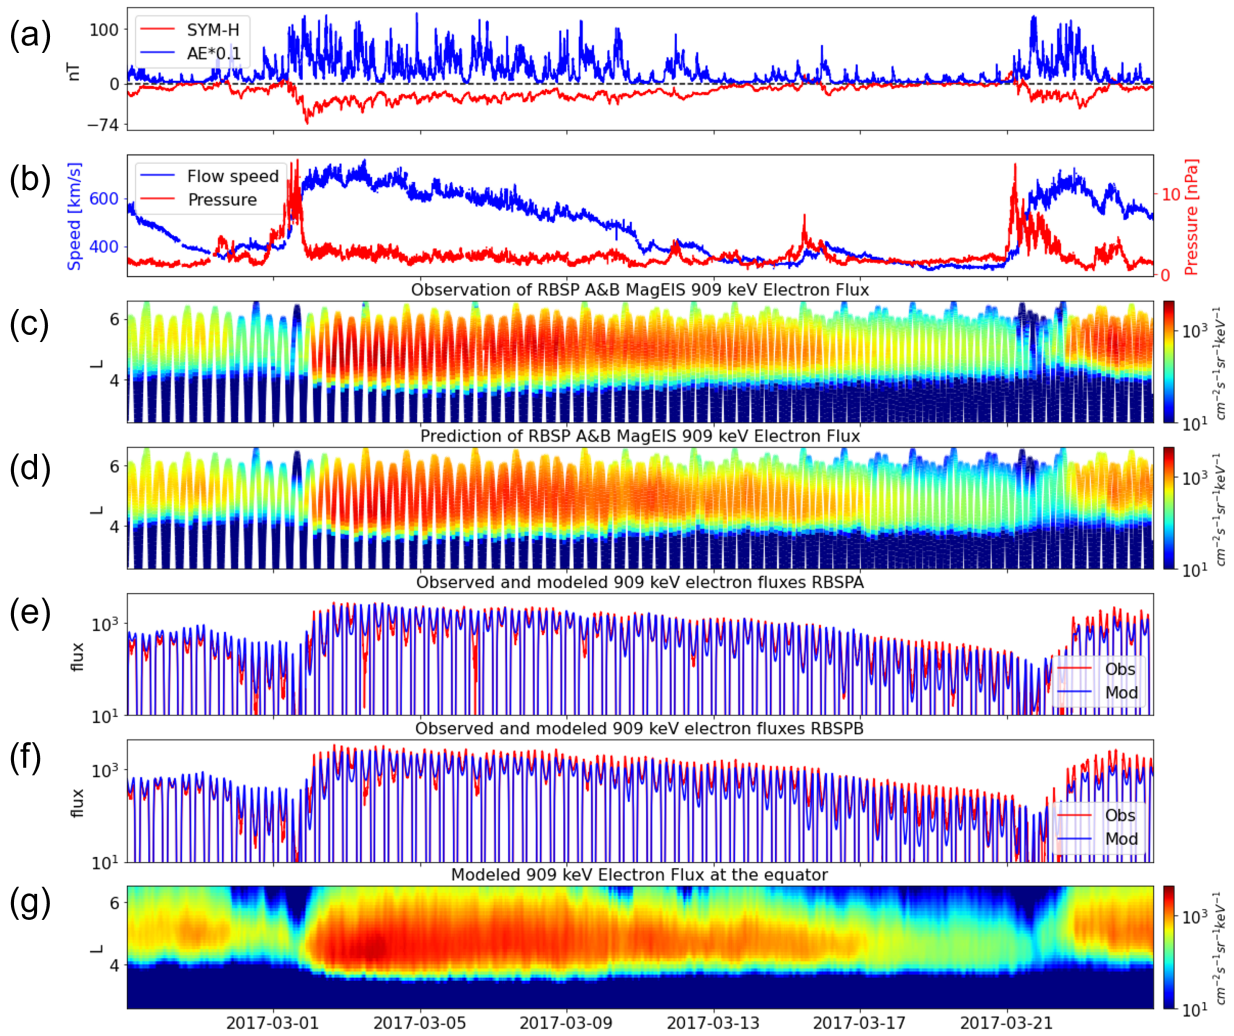 (a)
100
0
−74
nT
SYM-H
AE*0.1
(b)
600
400
Speed [km/s]
Flow speed
Pressure
10
0
Pressure [nPa]
Observation of RBSP A&B MagEIS 909 keV Electron Flux
(c)
6
4
L
10³
10¹
cm⁻²s⁻¹sr⁻¹keV⁻¹
Prediction of RBSP A&B MagEIS 909 keV Electron Flux
(d)
6
4
L
10³
10¹
cm⁻²s⁻¹sr⁻¹keV⁻¹
Observed and modeled 909 keV electron fluxes RBSPA
(e)
10³
10¹
flux
Obs
Mod
Observed and modeled 909 keV electron fluxes RBSPB
(f)
10³
10¹
flux
Obs
Mod
Modeled 909 keV Electron Flux at the equator
(g)
6
4
L
10³
10¹
cm⁻²s⁻¹sr⁻¹keV⁻¹
2017-03-01 2017-03-05 2017-03-09 2017-03-13 2017-03-17 2017-03-21